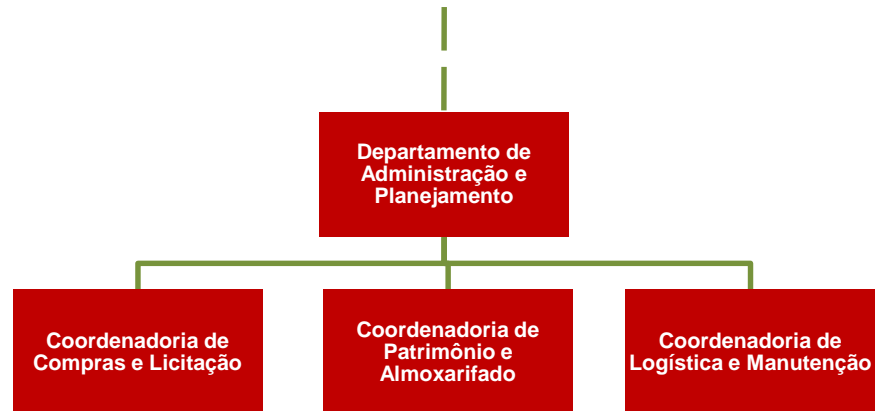 Departamento de
Administração e
Planejamento
Coordenadoria de
Compras e Licitação
Coordenadoria de
Patrimônio e
Almoxarifado
Coordenadoria de
Logística e Manutenção